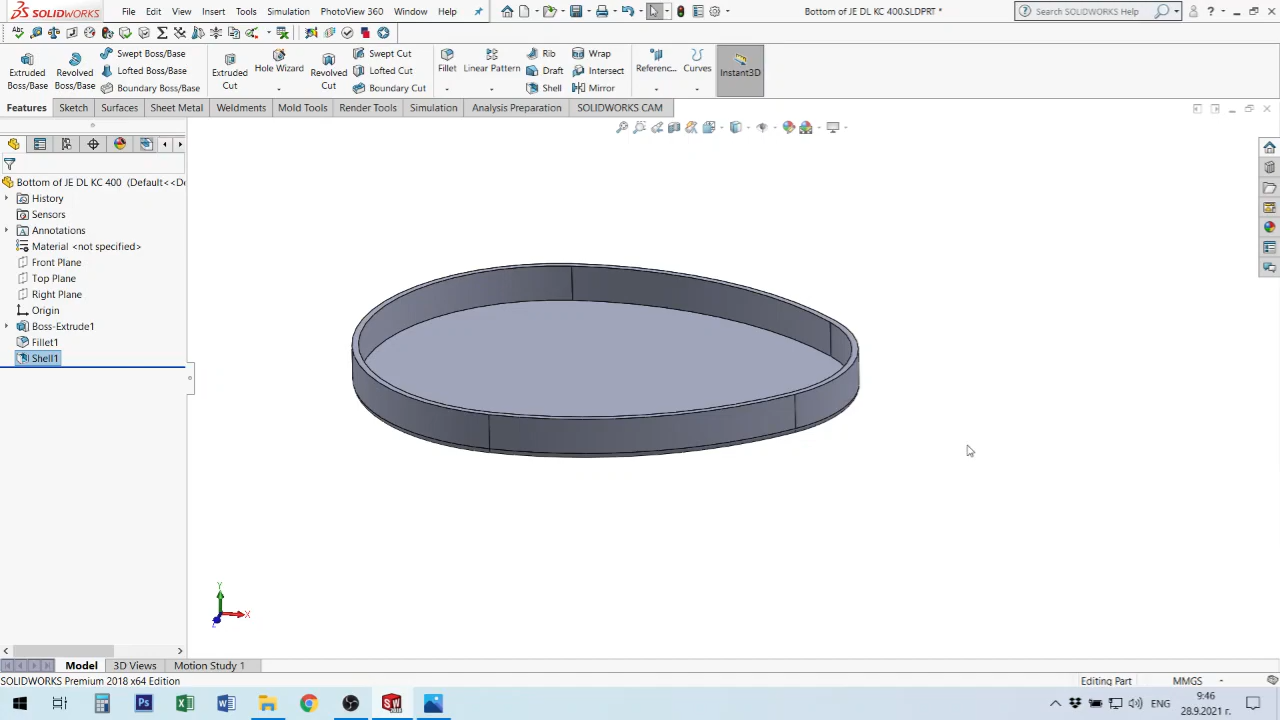 SOLIDWORKS File Edit View Insert Tools Simulation PhotoView 360 Window Help Bottom of JE DL KC 400.SLDPRT * Search SOLIDWORKS Help
Extruded Boss/Base
Revolved Boss/Base
Swept Boss/Base
Lofted Boss/Base
Boundary Boss/Base
Extruded Cut
Hole Wizard
Revolved Cut
Swept Cut
Lofted Cut
Boundary Cut
Fillet
Linear Pattern
Rib
Draft
Shell
Wrap
Intersect
Mirror
Referenc...
Curves
Instant3D
Features Sketch Surfaces Sheet Metal Weldments Mold Tools Render Tools Simulation Analysis Preparation SOLIDWORKS CAM
Bottom of JE DL KC 400 (Default<<De
History
Sensors
Annotations
Material <not specified>
Front Plane
Top Plane
Right Plane
Origin
Boss-Extrude1
Fillet1
Shell1
Y
X
Z
Model 3D Views Motion Study 1
SOLIDWORKS Premium 2018 x64 Edition Editing Part MMGS
ENG 9:46
28.9.2021 г.